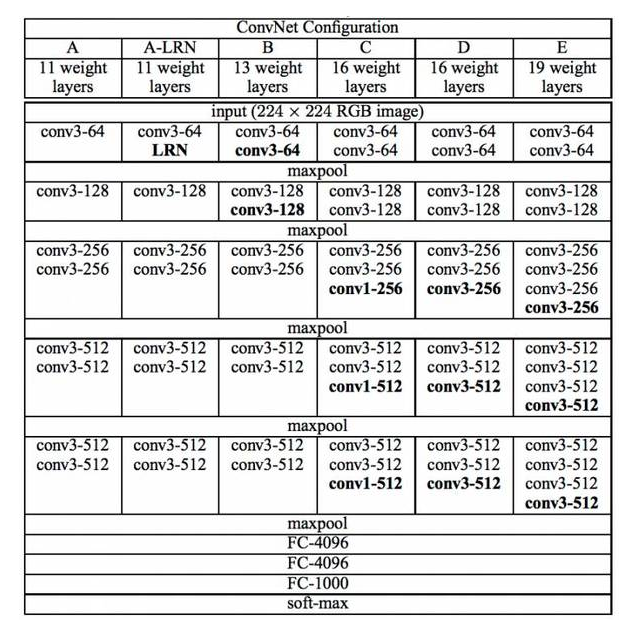 ConvNet Configuration
A A-LRN B C D E
11 weight 11 weight 13 weight 16 weight 16 weight 19 weight
layers layers layers layers layers layers
input (224 × 224 RGB image)
conv3-64 conv3-64 conv3-64 conv3-64 conv3-64 conv3-64
LRN conv3-64 conv3-64 conv3-64 conv3-64
maxpool
conv3-128 conv3-128 conv3-128 conv3-128 conv3-128 conv3-128
conv3-128 conv3-128 conv3-128 conv3-128
maxpool
conv3-256 conv3-256 conv3-256 conv3-256 conv3-256 conv3-256
conv3-256 conv3-256 conv3-256 conv3-256 conv3-256 conv3-256
conv1-256 conv3-256 conv3-256
conv3-256
maxpool
conv3-512 conv3-512 conv3-512 conv3-512 conv3-512 conv3-512
conv3-512 conv3-512 conv3-512 conv3-512 conv3-512 conv3-512
conv1-512 conv3-512 conv3-512
conv3-512
maxpool
conv3-512 conv3-512 conv3-512 conv3-512 conv3-512 conv3-512
conv3-512 conv3-512 conv3-512 conv3-512 conv3-512 conv3-512
conv1-512 conv3-512 conv3-512
conv3-512
maxpool
FC-4096
FC-4096
FC-1000
soft-max